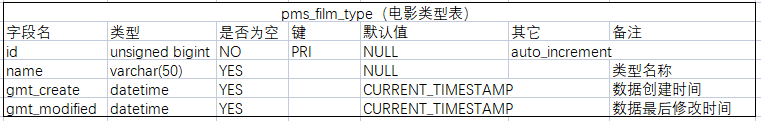 pms_film_type（电影类型表）
字段名 类型 是否为空 键 默认值 其它 备注
id unsigned bigint NO PRI NULL auto_increment
name varchar(50) YES NULL 类型名称
gmt_create datetime YES CURRENT_TIMESTAMP 数据创建时间
gmt_modified datetime YES CURRENT_TIMESTAMP 数据最后修改时间